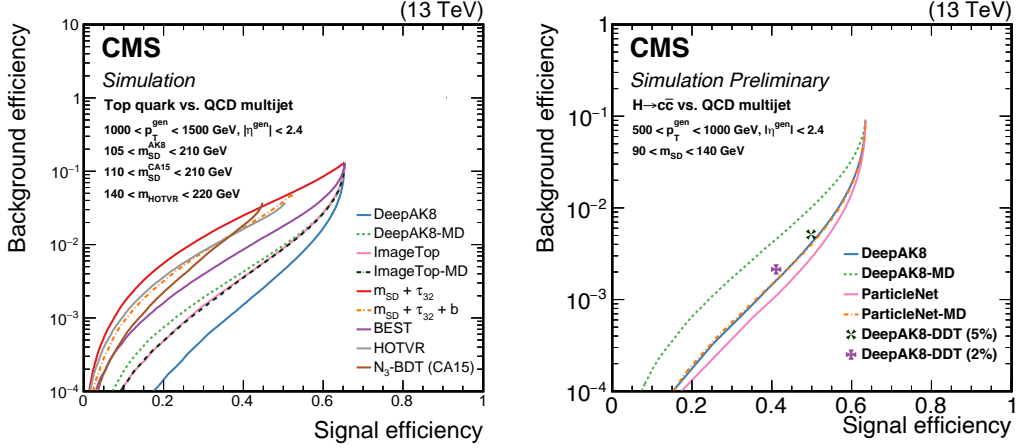 (13 TeV)
Background efficiency
10
1
10⁻¹
10⁻²
10⁻³
10⁻⁴
CMS
Simulation
Top quark vs. QCD multijet
1000 < p_T^gen < 1500 GeV, |η^gen| < 2.4
105 < m_SD^AK8 < 210 GeV
110 < m_SD^CA15 < 210 GeV
140 < m_HOTVR < 220 GeV
DeepAK8
DeepAK8-MD
ImageTop
ImageTop-MD
m_SD + τ_32
m_SD + τ_32 + b
BEST
HOTVR
N_3-BDT (CA15)
0 0.2 0.4 0.6 0.8 1
Signal efficiency
(13 TeV)
Background efficiency
1
10⁻¹
10⁻²
10⁻³
10⁻⁴
CMS
Simulation Preliminary
H→cc̄ vs. QCD multijet
500 < p_T^gen < 1000 GeV, |η^gen| < 2.4
90 < m_SD < 140 GeV
DeepAK8
DeepAK8-MD
ParticleNet
ParticleNet-MD
DeepAK8-DDT (5%)
DeepAK8-DDT (2%)
0 0.2 0.4 0.6 0.8 1
Signal efficiency